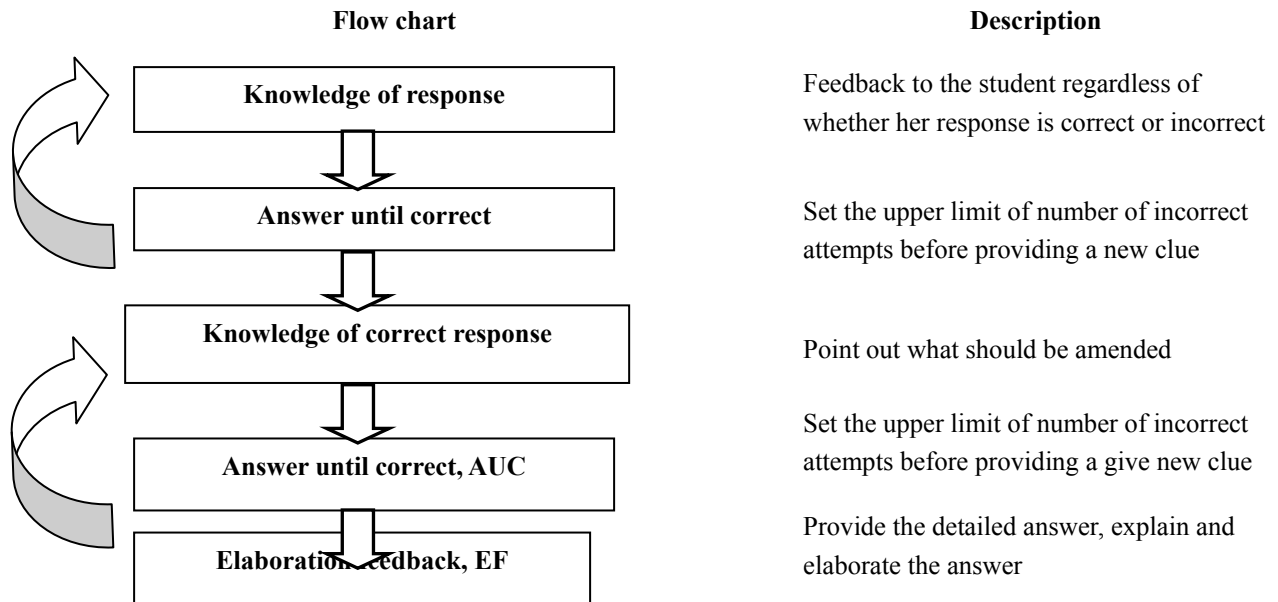 Flow chart
Description
Knowledge of response
Feedback to the student regardless of
whether her response is correct or incorrect
Answer until correct
Set the upper limit of number of incorrect
attempts before providing a new clue
Knowledge of correct response
Point out what should be amended
Answer until correct, AUC
Set the upper limit of number of incorrect
attempts before providing a give new clue
Elaboration feedback, EF
Provide the detailed answer, explain and
elaborate the answer